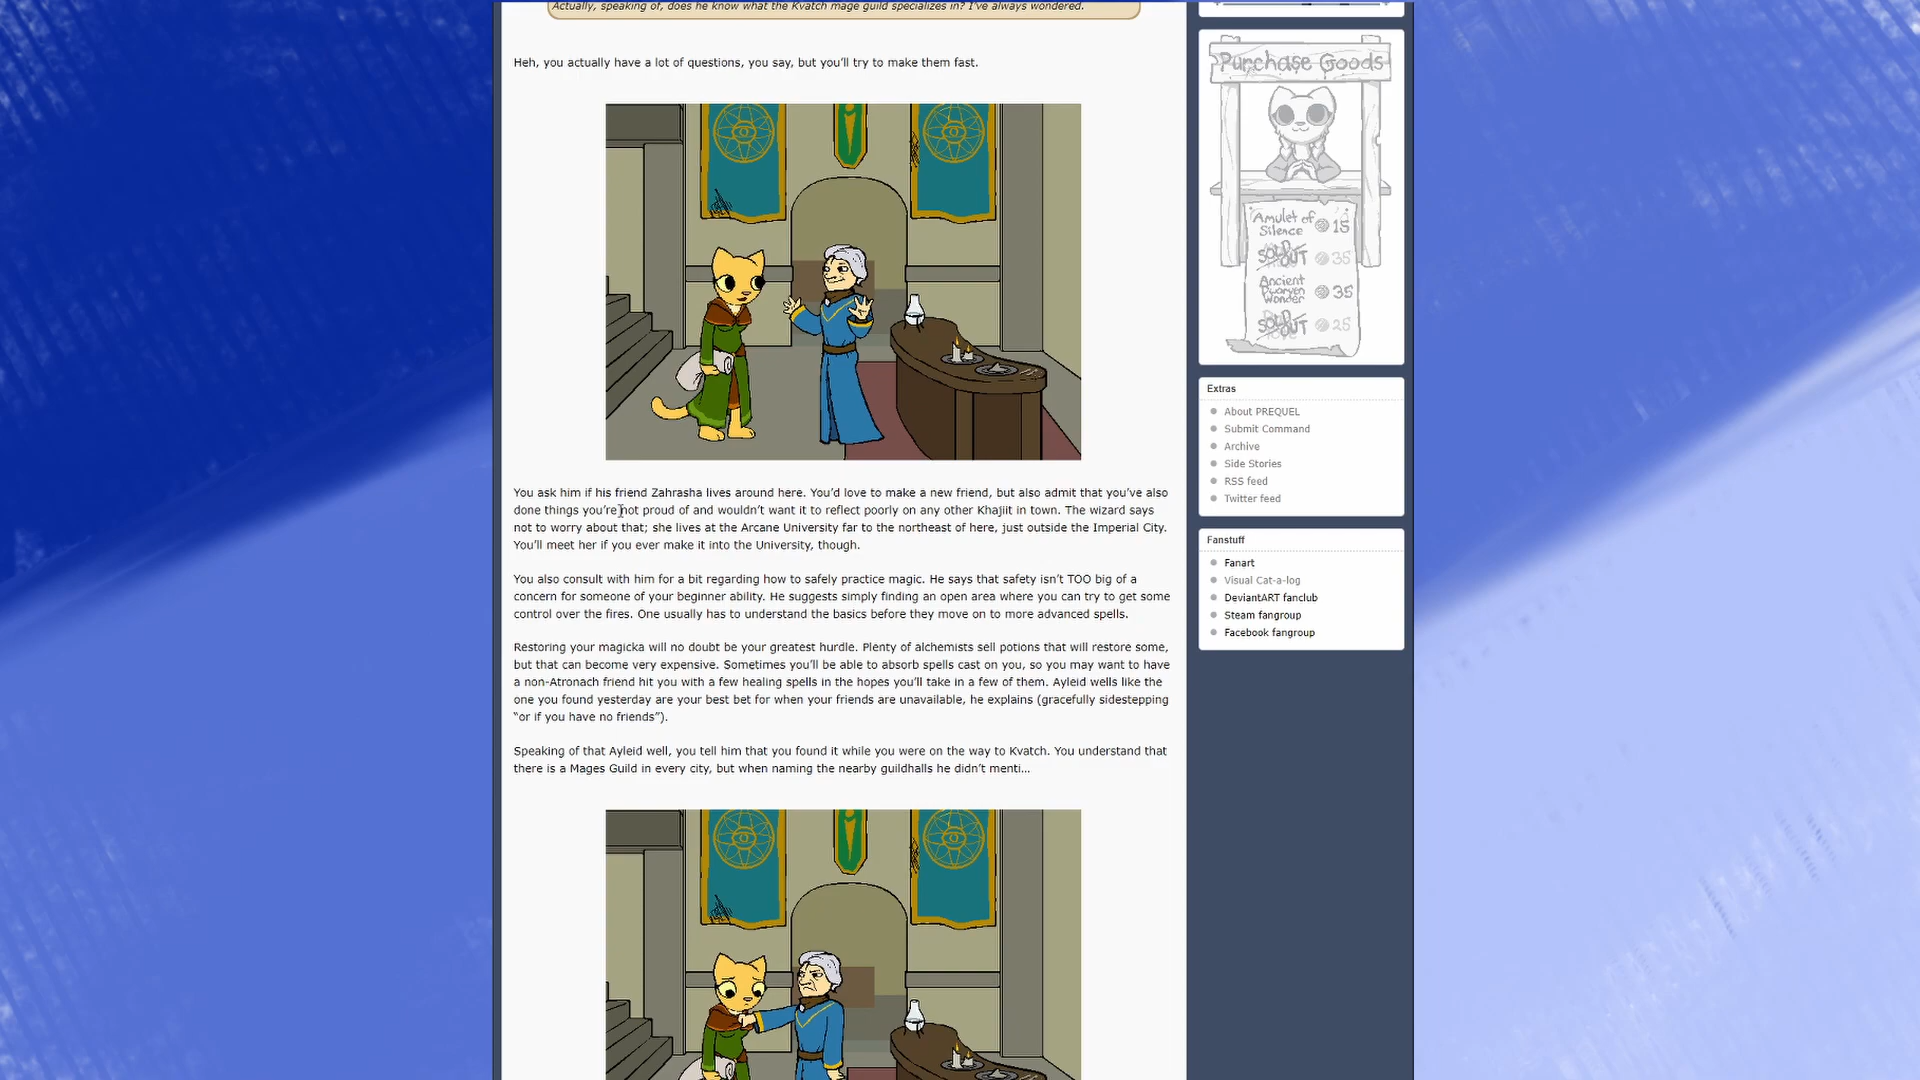 Actually, speaking of, does he know what the Kvatch mage guild specializes in? I've always wondered.
Heh, you actually have a lot of questions, you say, but you'll try to make them fast.
You ask him if his friend Zahrasha lives around here. You'd love to make a new friend, but also admit that you've also
done things you're not proud of and wouldn't want it to reflect poorly on any other Khajiit in town. The wizard says
not to worry about that; she lives at the Arcane University far to the northeast of here, just outside the Imperial City.
You'll meet her if you ever make it into the University, though.
You also consult with him for a bit regarding how to safely practice magic. He says that safety isn't TOO big of a
concern for someone of your beginner ability. He suggests simply finding an open area where you can try to get some
control over the fires. One usually has to understand the basics before they move on to more advanced spells.
Restoring your magicka will no doubt be your greatest hurdle. Plenty of alchemists sell potions that will restore some,
but that can become very expensive. Sometimes you'll be able to absorb spells cast on you, so you may want to have
a non-Atronach friend hit you with a few healing spells in the hopes you'll take in a few of them. Ayleid wells like the
one you found yesterday are your best bet for when your friends are unavailable, he explains (gracefully sidestepping
“or if you have no friends”).
Speaking of that Ayleid well, you tell him that you found it while you were on the way to Kvatch. You understand that
there is a Mages Guild in every city, but when naming the nearby guildhalls he didn't menti...
Purchase Goods
Amulet of
Silence 15
SOLD OUT 35
Ancient
Dwarven
Wonder 35
SOLD OUT 25
Extras
About PREQUEL
Submit Command
Archive
Side Stories
RSS feed
Twitter feed
Fanstuff
Fanart
Visual Cat-a-log
DeviantART fanclub
Steam fangroup
Facebook fangroup